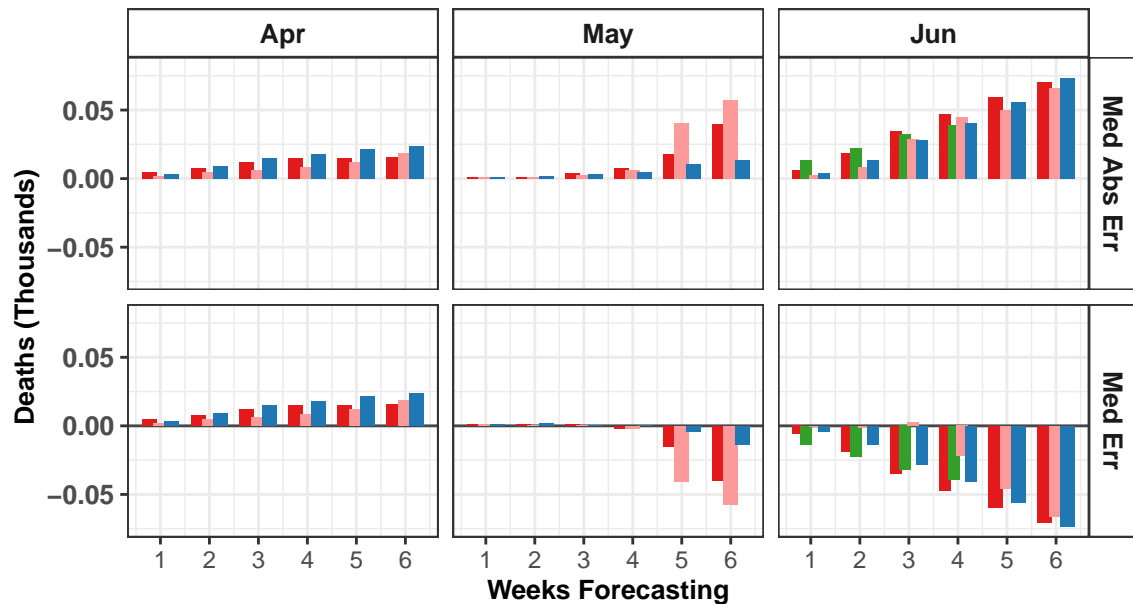 Apr May Jun
Deaths (Thousands)
0.05
0.00
−0.05
Med Abs Err
0.05
0.00
−0.05
Med Err
1 2 3 4 5 6 1 2 3 4 5 6 1 2 3 4 5 6
Weeks Forecasting